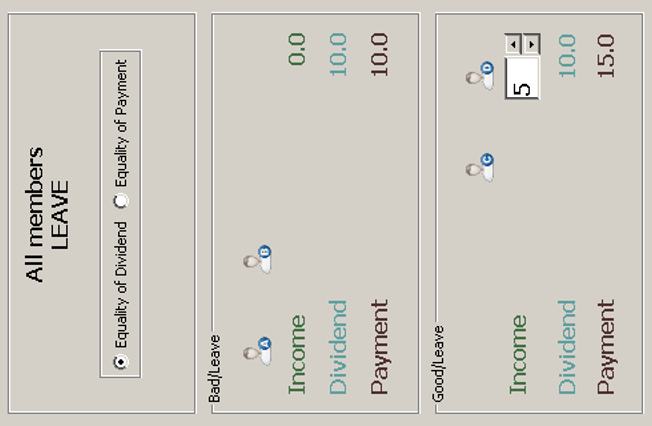 All members
LEAVE
Equality of Dividend
Equality of Payment
Bad/Leave
A
B
Income 0.0
Dividend 10.0
Payment 10.0
Good/Leave
C
D
Income 5
Dividend 10.0
Payment 15.0